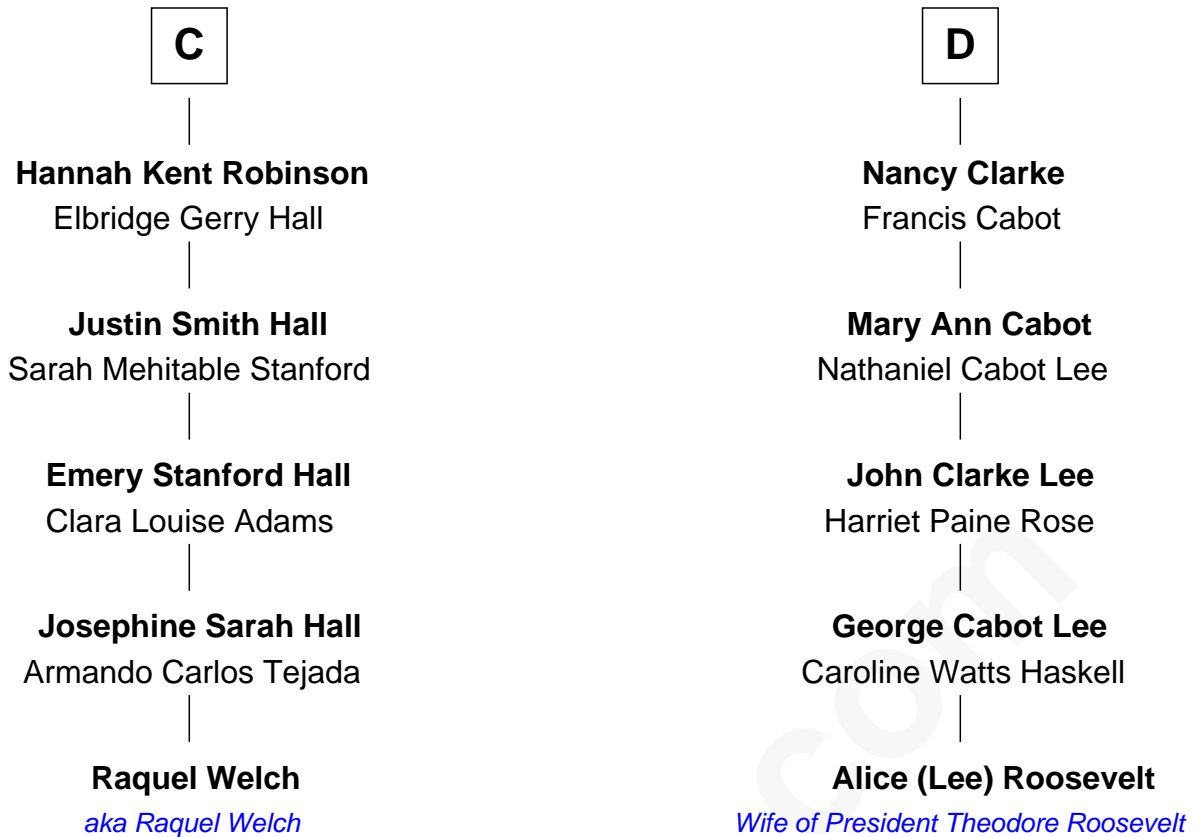 C
Hannah Kent Robinson
Elbridge Gerry Hall
Justin Smith Hall
Sarah Mehitable Stanford
Emery Stanford Hall
Clara Louise Adams
Josephine Sarah Hall
Armando Carlos Tejada
Raquel Welch
aka Raquel Welch
D
Nancy Clarke
Francis Cabot
Mary Ann Cabot
Nathaniel Cabot Lee
John Clarke Lee
Harriet Paine Rose
George Cabot Lee
Caroline Watts Haskell
Alice (Lee) Roosevelt
Wife of President Theodore Roosevelt
com